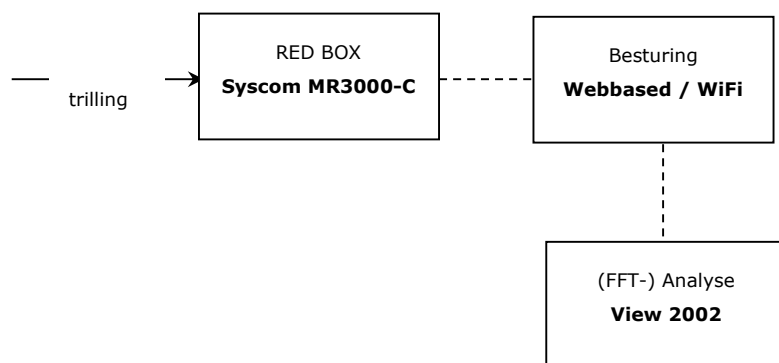 trilling
RED BOX
Syscom MR3000-C
Besturing
Webbased / WiFi
(FFT-) Analyse
View 2002